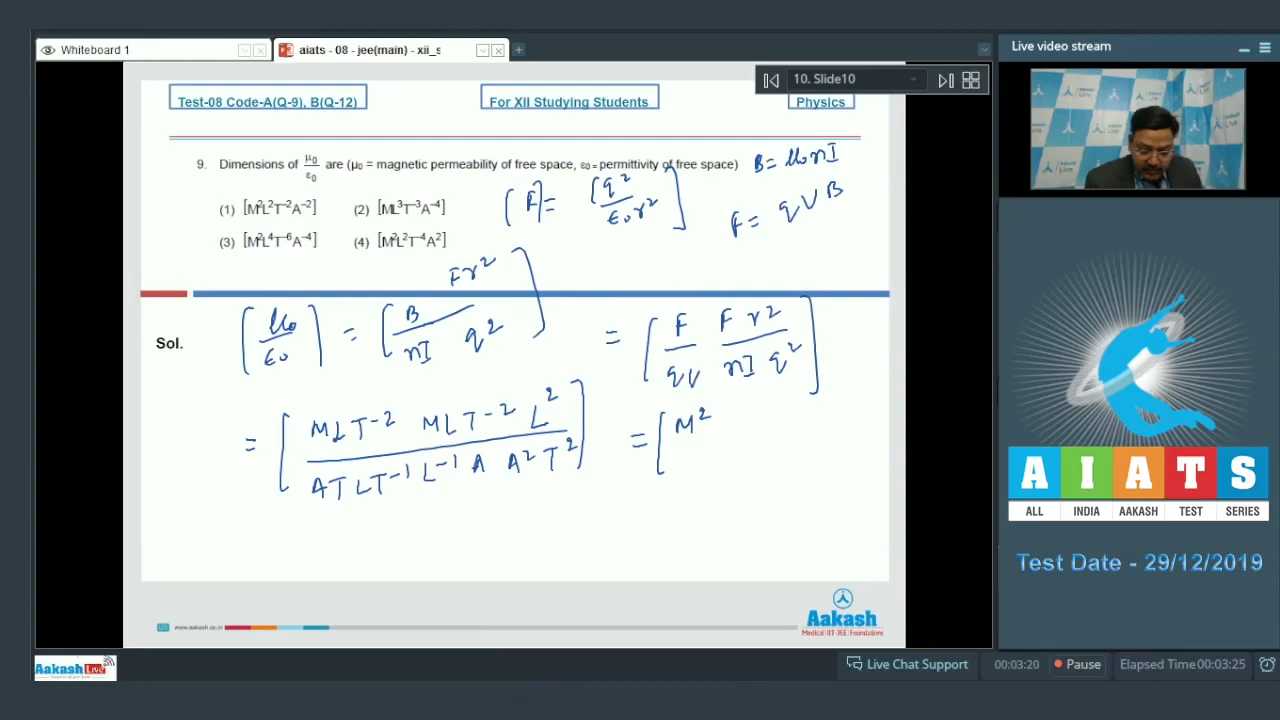 Whiteboard 1
aiats - 08 - jee(main) - xii_s
Live video stream
10. Slide10
Test-08 Code-A(Q-9), B(Q-12)
For XII Studying Students
Physics
9. Dimensions of μ₀/ε₀ are (μ₀ = magnetic permeability of free space, ε₀ = permittivity of free space)
(1) [M²L²T⁻²A⁻²] (2) [ML³T⁻³A⁻⁴]
(3) [M²L⁴T⁻⁶A⁻⁴] (4) [M²L²T⁻⁴A²]
B = μ₀nI
[F] = [q²/ε₀r²]
F = qVB
Sol.
[μ₀/ε₀] = [B/nI Fr²/q²] = [F/qV Fr²/nI q²]
= [MLT⁻² MLT⁻² L² / AT LT⁻¹ L⁻¹ A A² T²] = [M²
AIATS
ALL INDIA AAKASH TEST SERIES
Test Date - 29/12/2019
www.aakash.ac.in
Aakash
Medical|IIT-JEE|Foundations
Aakash Live
Live Chat Support
00:03:20
Pause
Elapsed Time 00:03:25